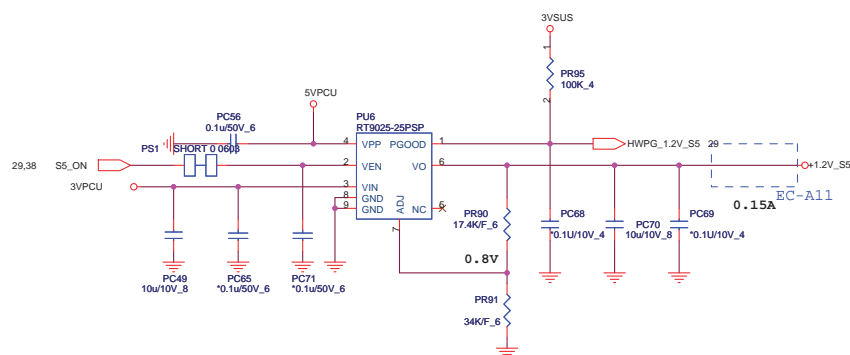 3VSUS
1
PR95
100K_4
2
5VPCU
PC56
0.1u/50V_6
PU6
RT9025-25PSP
4 VPP PGOOD 1
HWPG_1.2V_S5 29
PS1 SHORT 0 0603
29,38 S5_ON
2 VEN VO 6
+1.2V_S5
3VPCU
3 VIN
8 GND
9 GND
ADJ
NC 5
7
EC-A11
0.15A
PR90
17.4K/F_6
PC68
*0.1U/10V_4
PC70
10u/10V_8
PC69
*0.1U/10V_4
0.8V
PC49
10u/10V_8
PC65
*0.1u/50V_6
PC71
*0.1u/50V_6
PR91
34K/F_6